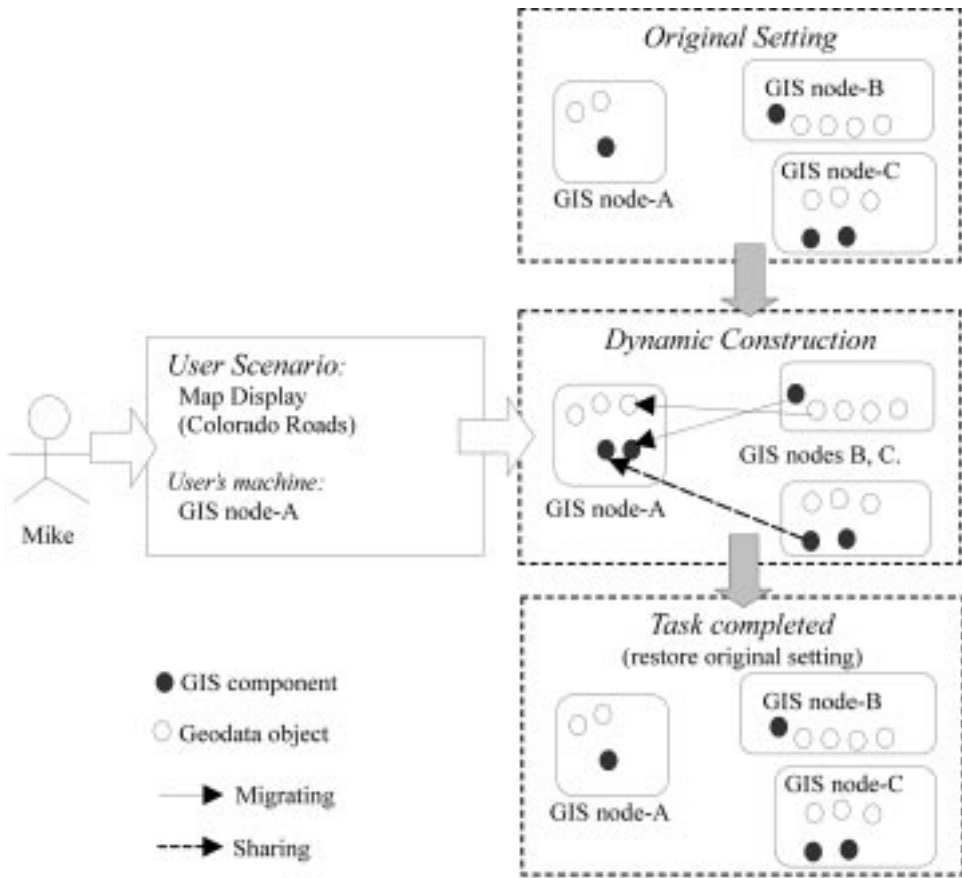 Original Setting
GIS node-B
GIS node-C
GIS node-A
User Scenario:
Map Display
(Colorado Roads)
User's machine:
GIS node-A
Mike
Dynamic Construction
GIS nodes B, C.
GIS node-A
Task completed
(restore original setting)
GIS node-B
GIS node-C
GIS node-A
GIS component
Geodata object
Migrating
Sharing